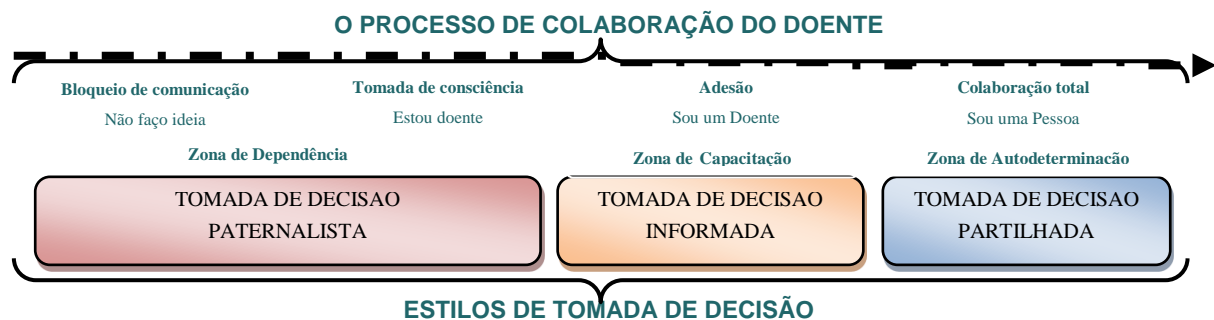 O PROCESSO DE COLABORAÇÃO DO DOENTE
Bloqueio de comunicação
Não faço ideia
Tomada de consciência
Estou doente
Adesão
Sou um Doente
Colaboração total
Sou uma Pessoa
Zona de Dependência
Zona de Capacitação
Zona de Autodeterminacão
TOMADA DE DECISAO
PATERNALISTA
TOMADA DE DECISAO
INFORMADA
TOMADA DE DECISAO
PARTILHADA
ESTILOS DE TOMADA DE DECISÃO